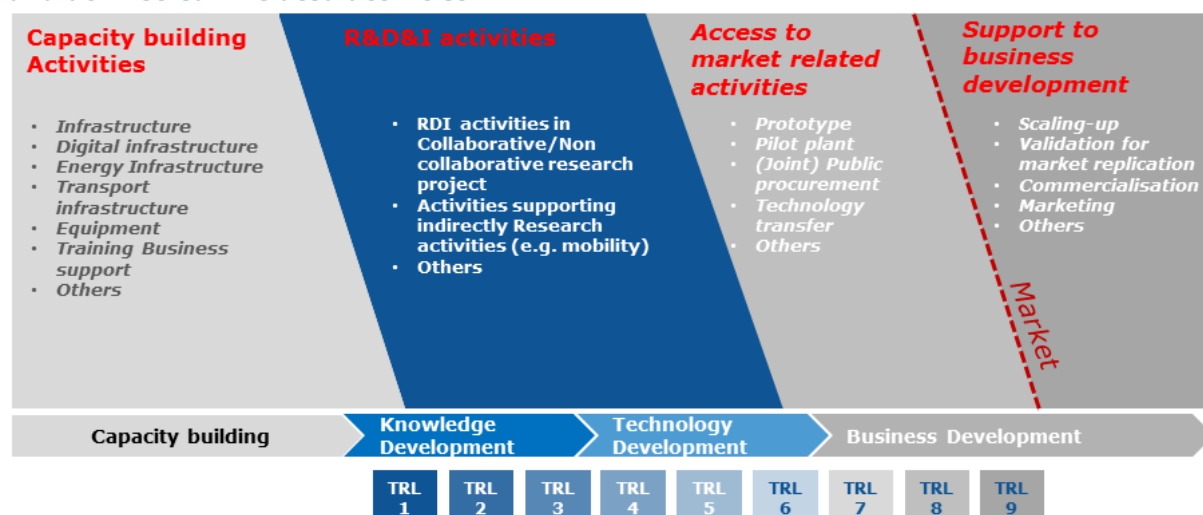 Capacity building
Activities
• Infrastructure
• Digital infrastructure
• Energy Infrastructure
• Transport
infrastructure
• Equipment
• Training Business
support
• Others
R&D&I activities
• RDI activities in
Collaborative/Non
collaborative research
project
• Activities supporting
indirectly Research
activities (e.g. mobility)
• Others
Access to
market related
activities
• Prototype
• Pilot plant
• (Joint) Public
procurement
• Technology
transfer
• Others
Support to
business
development
• Scaling-up
• Validation for
market replication
• Commercialisation
• Marketing
• Others
Market
Capacity building
Knowledge
Development
Technology
Development
Business Development
TRL
1
TRL
2
TRL
3
TRL
4
TRL
5
TRL
6
TRL
7
TRL
8
TRL
9